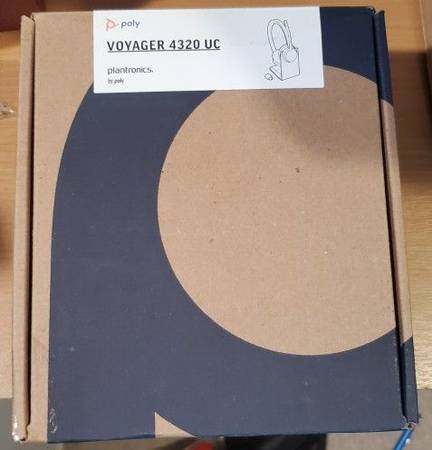 poly
VOYAGER 4320 UC
plantronics.
by poly